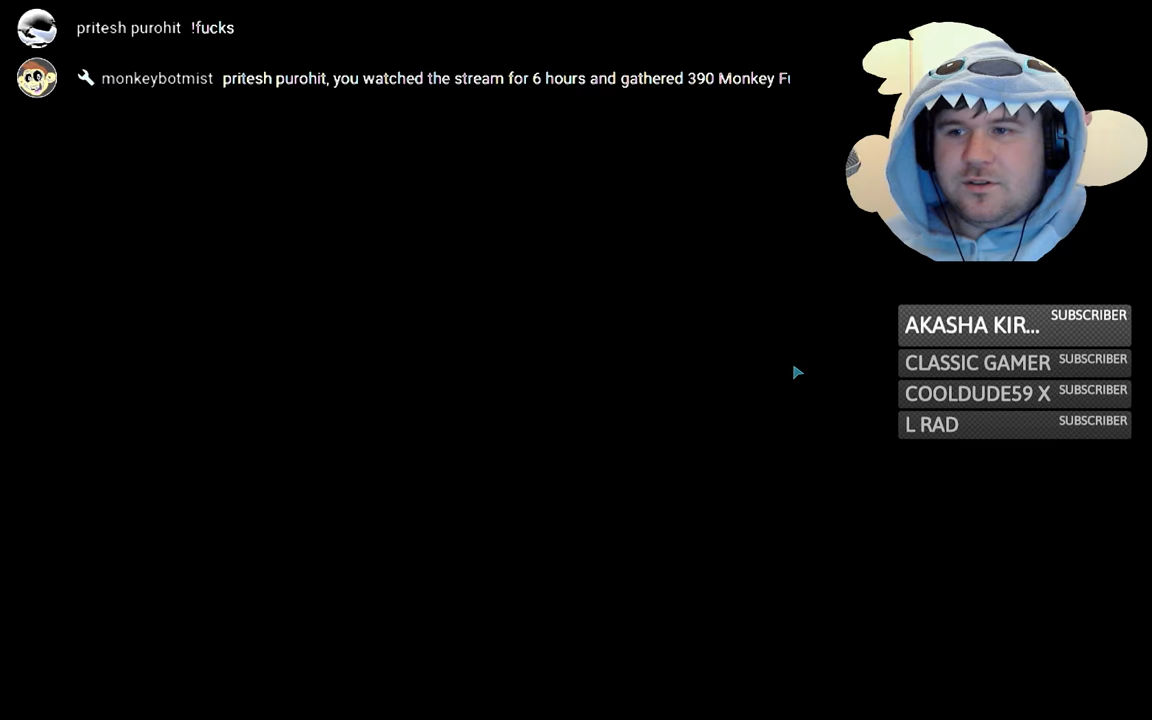 pritesh purohit !fucks
monkeybotmist pritesh purohit, you watched the stream for 6 hours and gathered 390 Monkey
AKASHA KIR... SUBSCRIBER
CLASSIC GAMER SUBSCRIBER
COOLDUDE59 X SUBSCRIBER
L RAD SUBSCRIBER